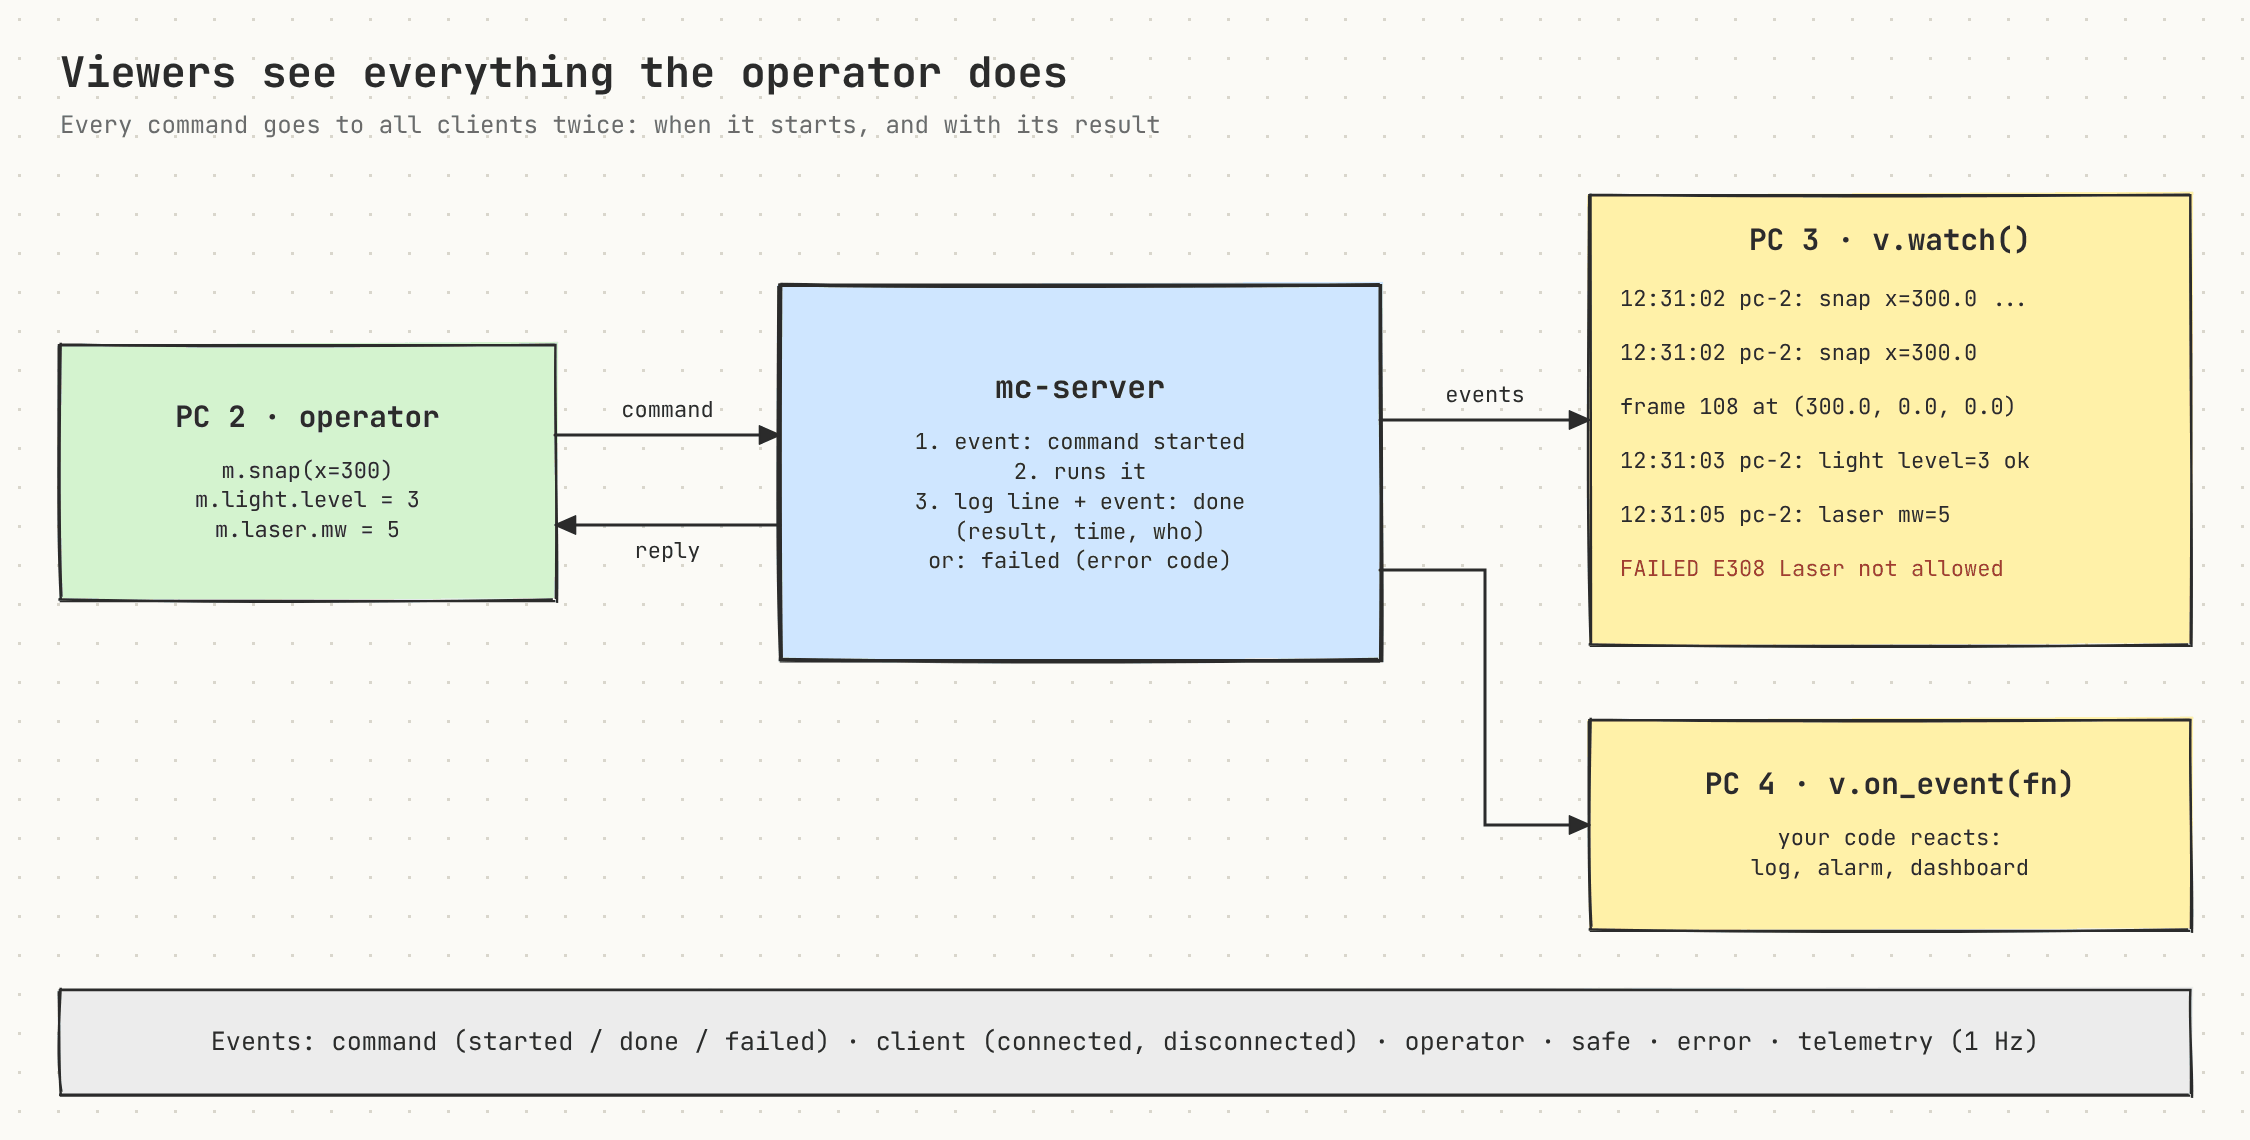 Viewers see everything the operator does
Every command goes to all clients twice: when it starts, and with its result
PC 2 · operator
m.snap(x=300)
m.light.level = 3
m.laser.mw = 5
command
reply
mc-server
1. event: command started
2. runs it
3. log line + event: done
(result, time, who)
or: failed (error code)
events
PC 3 · v.watch()
12:31:02 pc-2: snap x=300.0 ...
12:31:02 pc-2: snap x=300.0
frame 108 at (300.0, 0.0, 0.0)
12:31:03 pc-2: light level=3 ok
12:31:05 pc-2: laser mw=5
FAILED E308 Laser not allowed
PC 4 · v.on_event(fn)
your code reacts:
log, alarm, dashboard
Events: command (started / done / failed) · client (connected, disconnected) · operator · safe · error · telemetry (1 Hz)